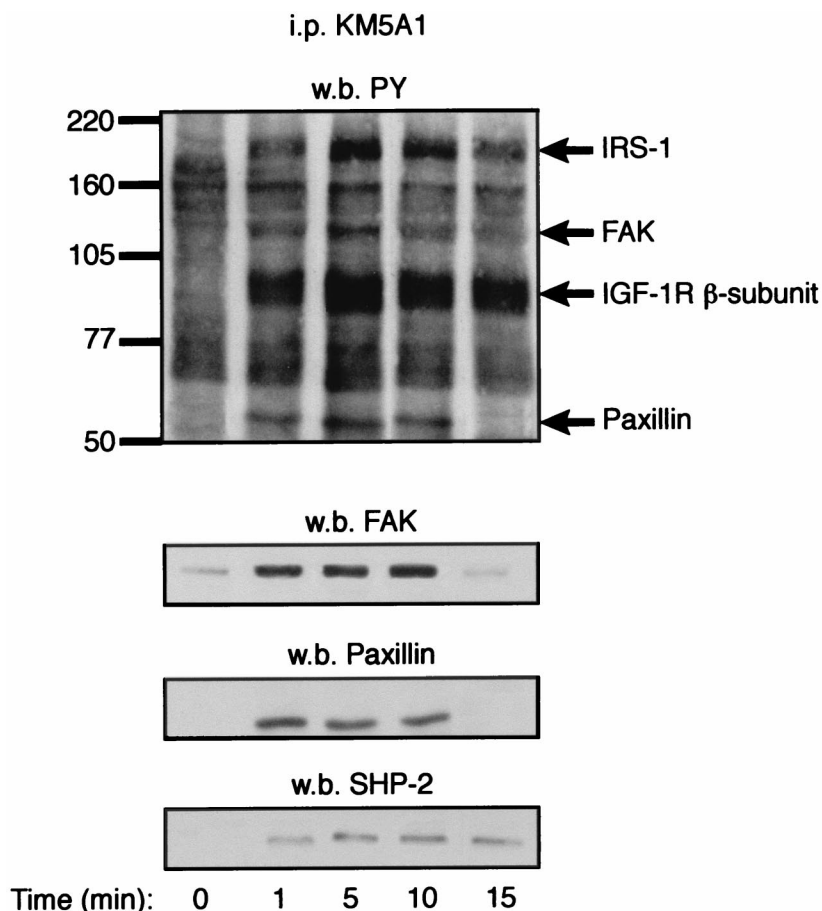 i.p. KM5A1
w.b. PY
220
160
105
77
50
IRS-1
FAK
IGF-1R β-subunit
Paxillin
w.b. FAK
w.b. Paxillin
w.b. SHP-2
Time (min): 0 1 5 10 15